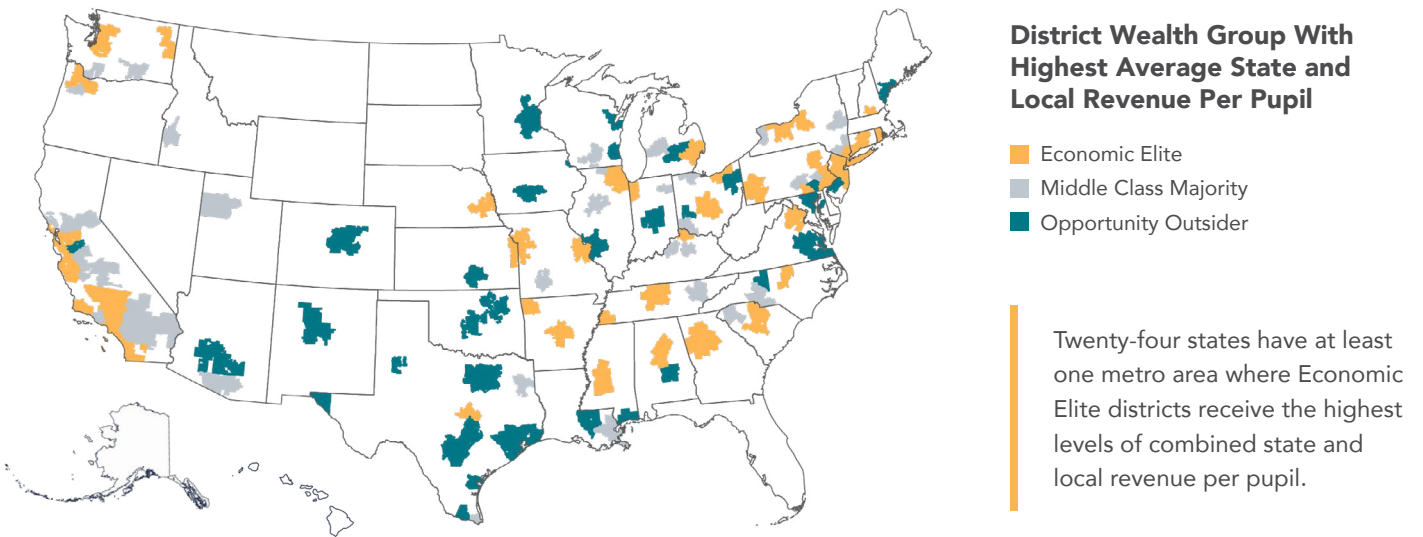 District Wealth Group With
Highest Average State and
Local Revenue Per Pupil
Economic Elite
Middle Class Majority
Opportunity Outsider
Twenty-four states have at least
one metro area where Economic
Elite districts receive the highest
levels of combined state and
local revenue per pupil.